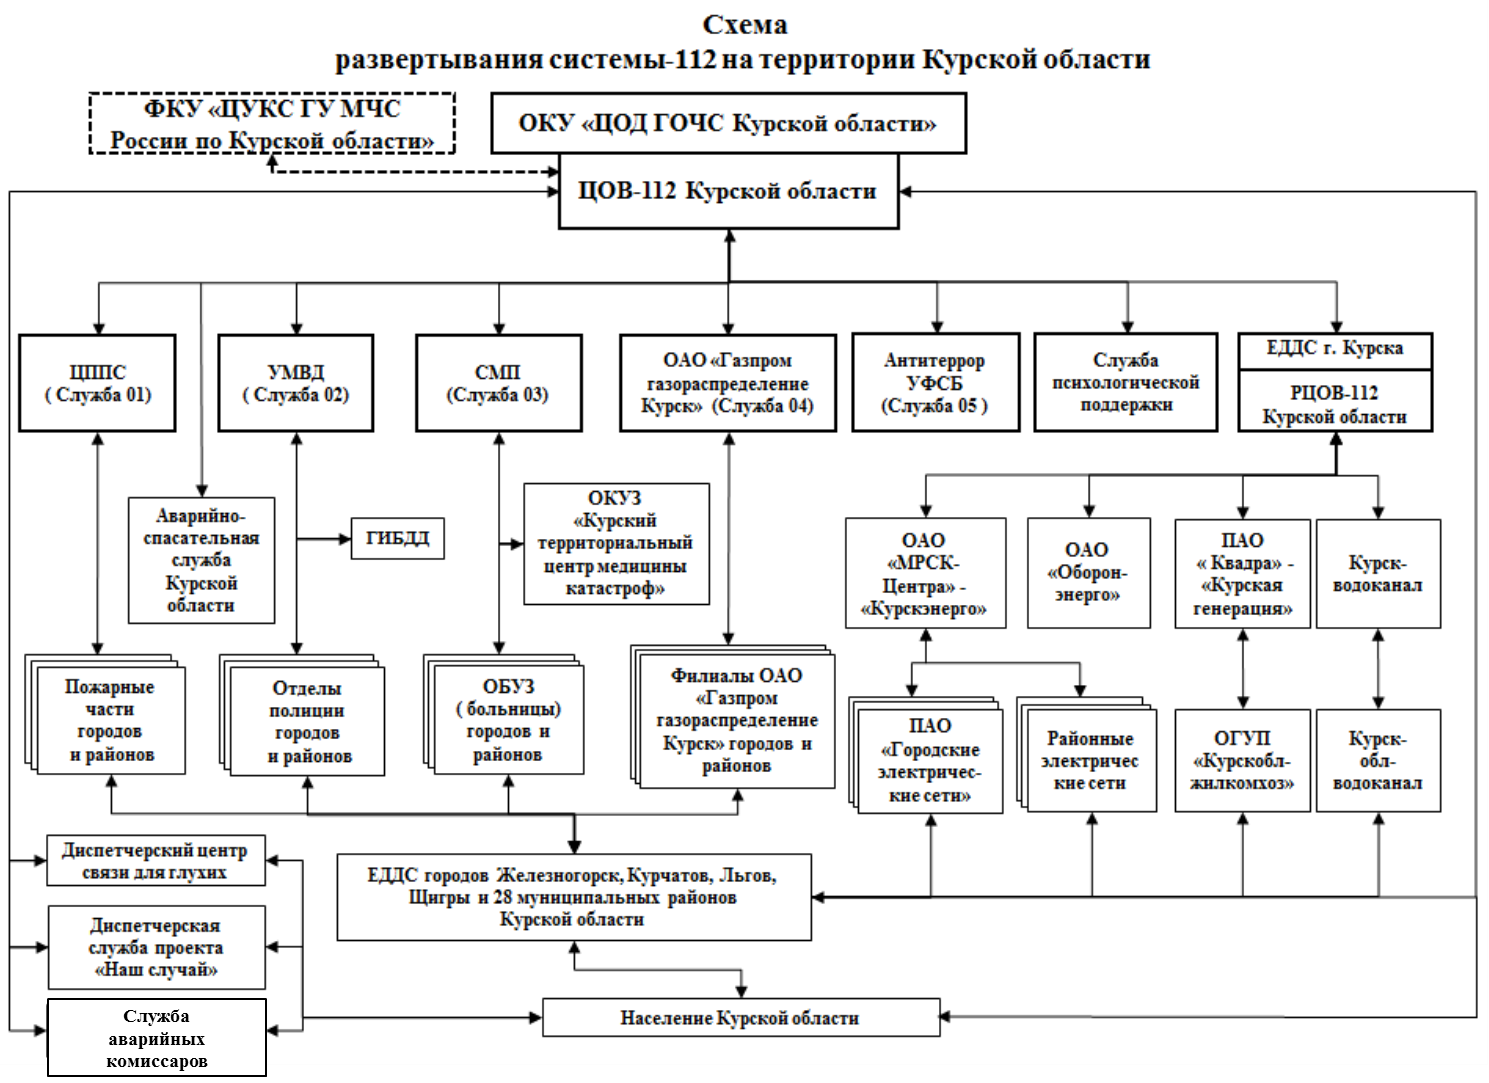 Схема
развертывания системы-112 на территории Курской области
ФКУ «ЦУКС ГУ МЧС
России по Курской области»
ОКУ «ЦОД ГОЧС Курской области»
ЦОВ-112 Курской области
ЦППС
( Служба 01)
УМВД
( Служба 02)
СМП
(Служба 03)
ОАО «Газпром
газораспределение
Курск» (Служба 04)
Антитеррор
УФСБ
(Служба 05 )
Служба
психологической
поддержки
ЕДДС г. Курска
РЦОВ-112
Курской области
Аварийно-
спасательная
служба
Курской
области
ГИБДД
ОКУЗ
«Курский
территориальный
центр медицины
катастроф»
ОАО
«МРСК-
Центра» -
«Курскэнерго»
ОАО
«Оборон-
энерго»
ПАО
« Квадра» -
«Курская
генерация»
Курск-
водоканал
Пожарные
части
городов
и районов
Отделы
полиции
городов
и районов
ОБУЗ
( больницы)
городов и
районов
Филиалы ОАО
«Газпром
газораспределение
Курск» городов и
районов
ПАО
«Городские
электричес-
кие сети»
Районные
электричес
кие сети
ОГУП
«Курскобл-
жилкомхоз»
Курск-
обл-
водоканал
Диспетчерский центр
связи для глухих
ЕДДС городов Железногорск, Курчатов, Льгов,
Щигры и 28 муниципальных районов
Курской области
Диспетчерская
служба проекта
«Наш случай»
Служба
аварийных
комиссаров
Население Курской области